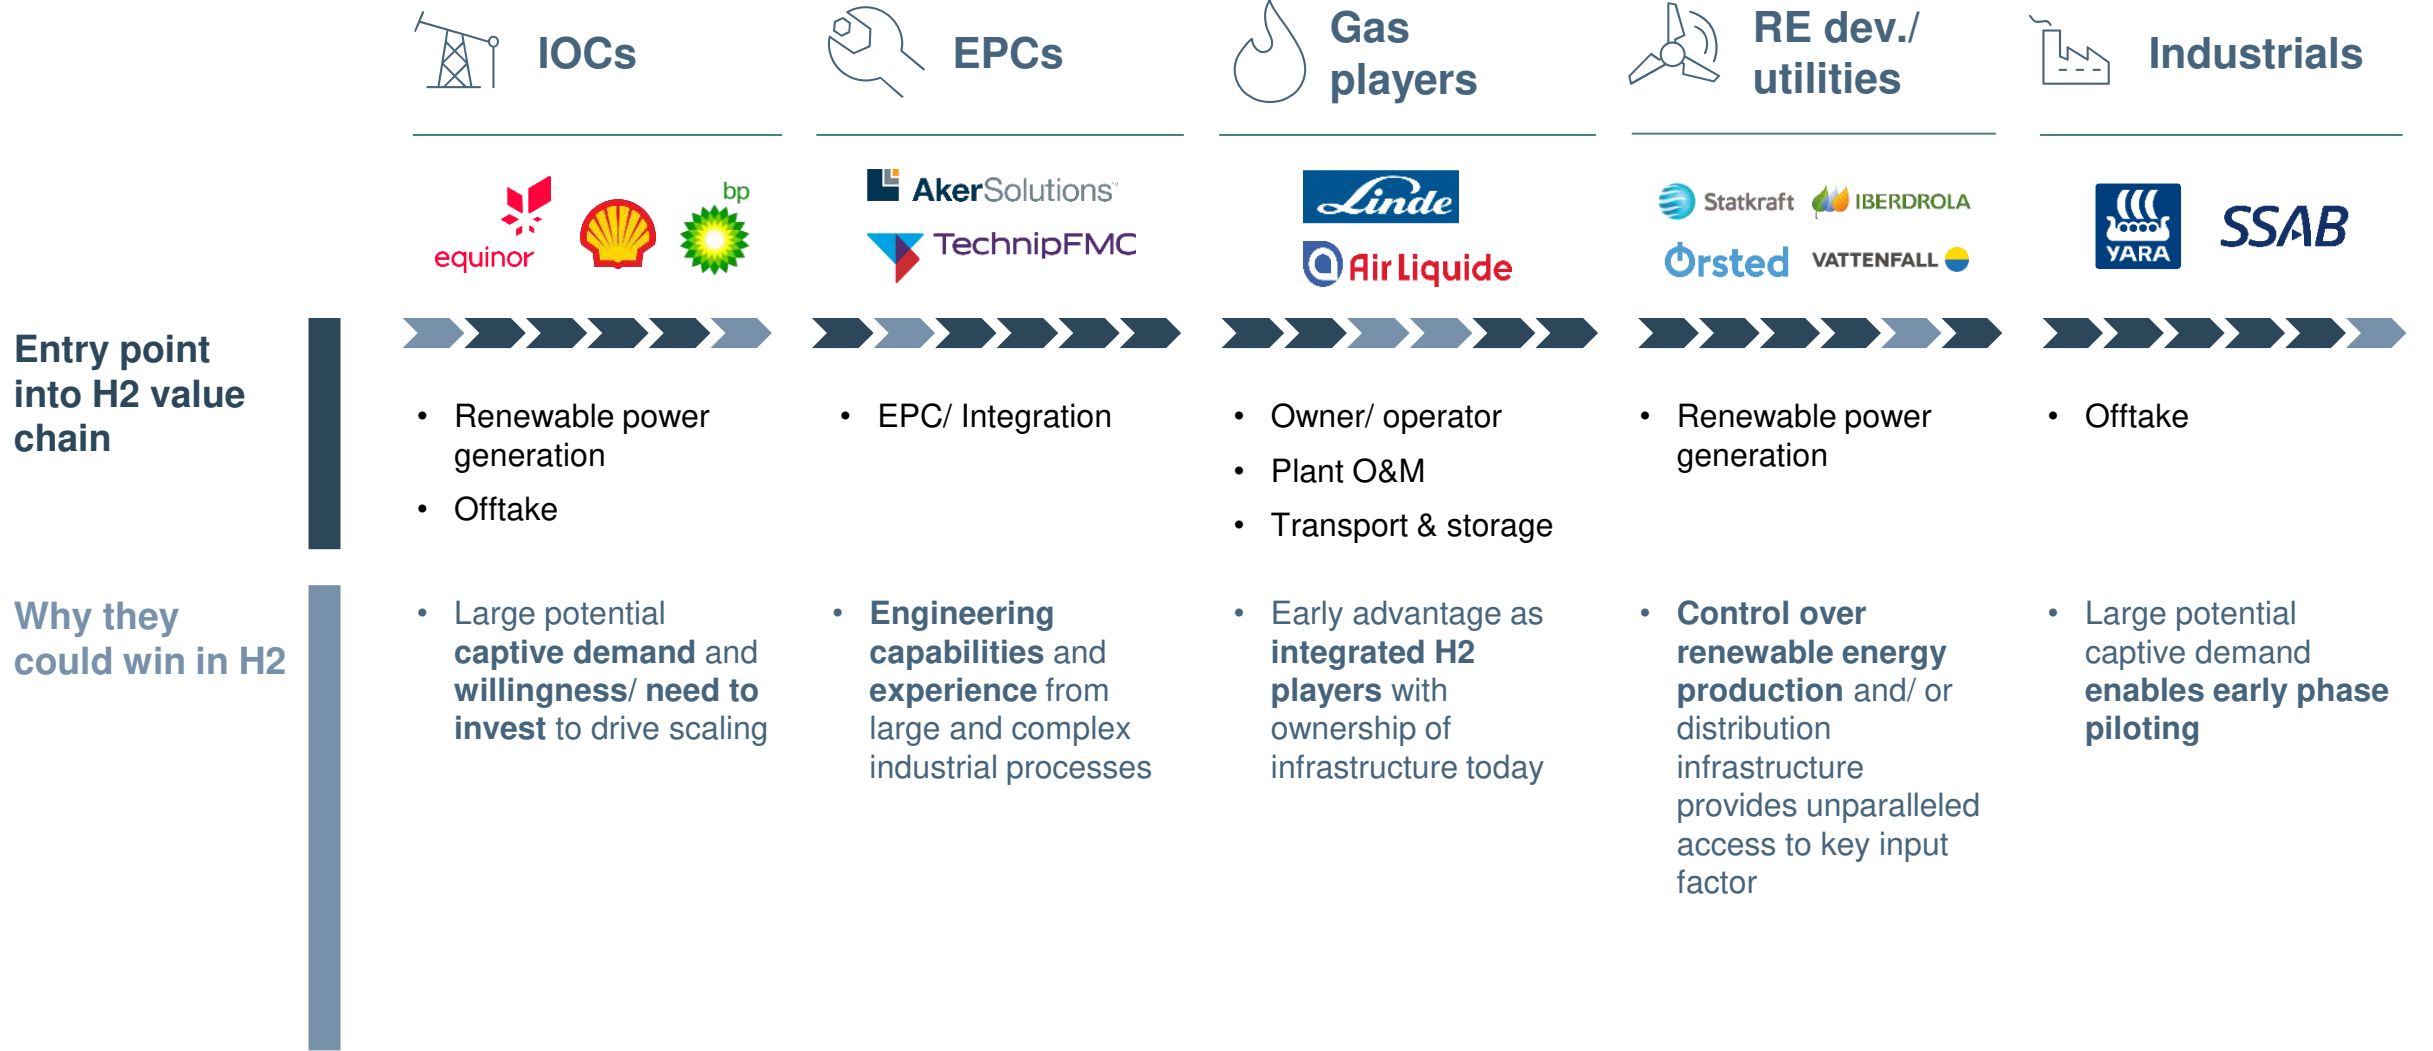 IOCs
EPCs
Gas
players
RE dev./
utilities
Industrials
equinor
bp
AkerSolutions
TechnipFMC
Linde
Air Liquide
Statkraft
IBERDROLA
Ørsted
VATTENFALL
YARA
SSAB
Entry point
into H2 value
chain
• Renewable power
generation
• Offtake
• EPC/ Integration
• Owner/ operator
• Plant O&M
• Transport & storage
• Renewable power
generation
• Offtake
Why they
could win in H2
• Large potential
captive demand and
willingness/ need to
invest to drive scaling
• Engineering
capabilities and
experience from
large and complex
industrial processes
• Early advantage as
integrated H2
players with
ownership of
infrastructure today
• Control over
renewable energy
production and/ or
distribution
infrastructure
provides unparalleled
access to key input
factor
• Large potential
captive demand
enables early phase
piloting